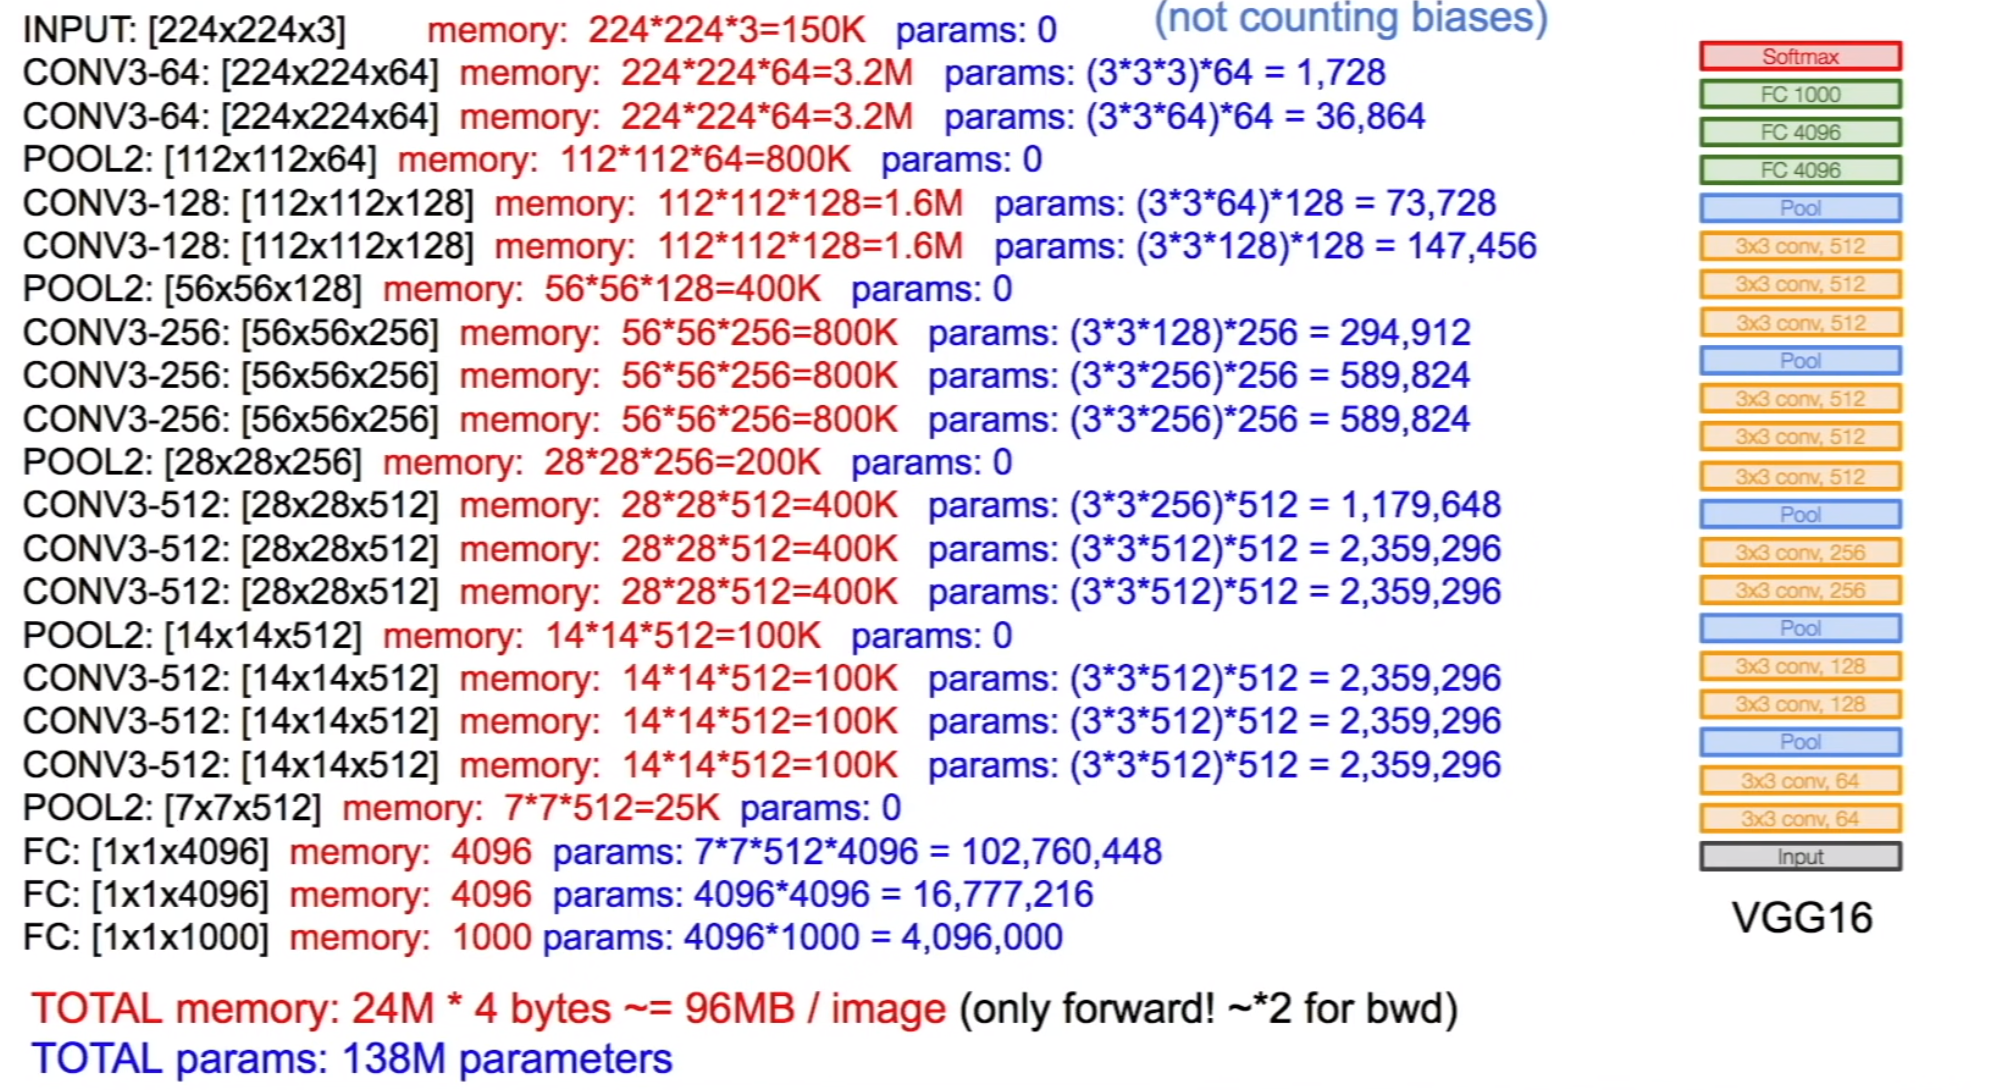 INPUT: [224x224x3] memory: 224*224*3=150K params: 0 (not counting biases)
CONV3-64: [224x224x64] memory: 224*224*64=3.2M params: (3*3*3)*64 = 1,728
CONV3-64: [224x224x64] memory: 224*224*64=3.2M params: (3*3*64)*64 = 36,864
POOL2: [112x112x64] memory: 112*112*64=800K params: 0
CONV3-128: [112x112x128] memory: 112*112*128=1.6M params: (3*3*64)*128 = 73,728
CONV3-128: [112x112x128] memory: 112*112*128=1.6M params: (3*3*128)*128 = 147,456
POOL2: [56x56x128] memory: 56*56*128=400K params: 0
CONV3-256: [56x56x256] memory: 56*56*256=800K params: (3*3*128)*256 = 294,912
CONV3-256: [56x56x256] memory: 56*56*256=800K params: (3*3*256)*256 = 589,824
CONV3-256: [56x56x256] memory: 56*56*256=800K params: (3*3*256)*256 = 589,824
POOL2: [28x28x256] memory: 28*28*256=200K params: 0
CONV3-512: [28x28x512] memory: 28*28*512=400K params: (3*3*256)*512 = 1,179,648
CONV3-512: [28x28x512] memory: 28*28*512=400K params: (3*3*512)*512 = 2,359,296
CONV3-512: [28x28x512] memory: 28*28*512=400K params: (3*3*512)*512 = 2,359,296
POOL2: [14x14x512] memory: 14*14*512=100K params: 0
CONV3-512: [14x14x512] memory: 14*14*512=100K params: (3*3*512)*512 = 2,359,296
CONV3-512: [14x14x512] memory: 14*14*512=100K params: (3*3*512)*512 = 2,359,296
CONV3-512: [14x14x512] memory: 14*14*512=100K params: (3*3*512)*512 = 2,359,296
POOL2: [7x7x512] memory: 7*7*512=25K params: 0
FC: [1x1x4096] memory: 4096 params: 7*7*512*4096 = 102,760,448
FC: [1x1x4096] memory: 4096 params: 4096*4096 = 16,777,216
FC: [1x1x1000] memory: 1000 params: 4096*1000 = 4,096,000
TOTAL memory: 24M * 4 bytes ~= 96MB / image (only forward! ~*2 for bwd)
TOTAL params: 138M parameters
Softmax
FC 1000
FC 4096
FC 4096
Pool
3x3 conv, 512
3x3 conv, 512
3x3 conv, 512
Pool
3x3 conv, 512
3x3 conv, 512
3x3 conv, 512
Pool
3x3 conv, 256
3x3 conv, 256
Pool
3x3 conv, 128
3x3 conv, 128
Pool
3x3 conv, 64
3x3 conv, 64
Input
VGG16